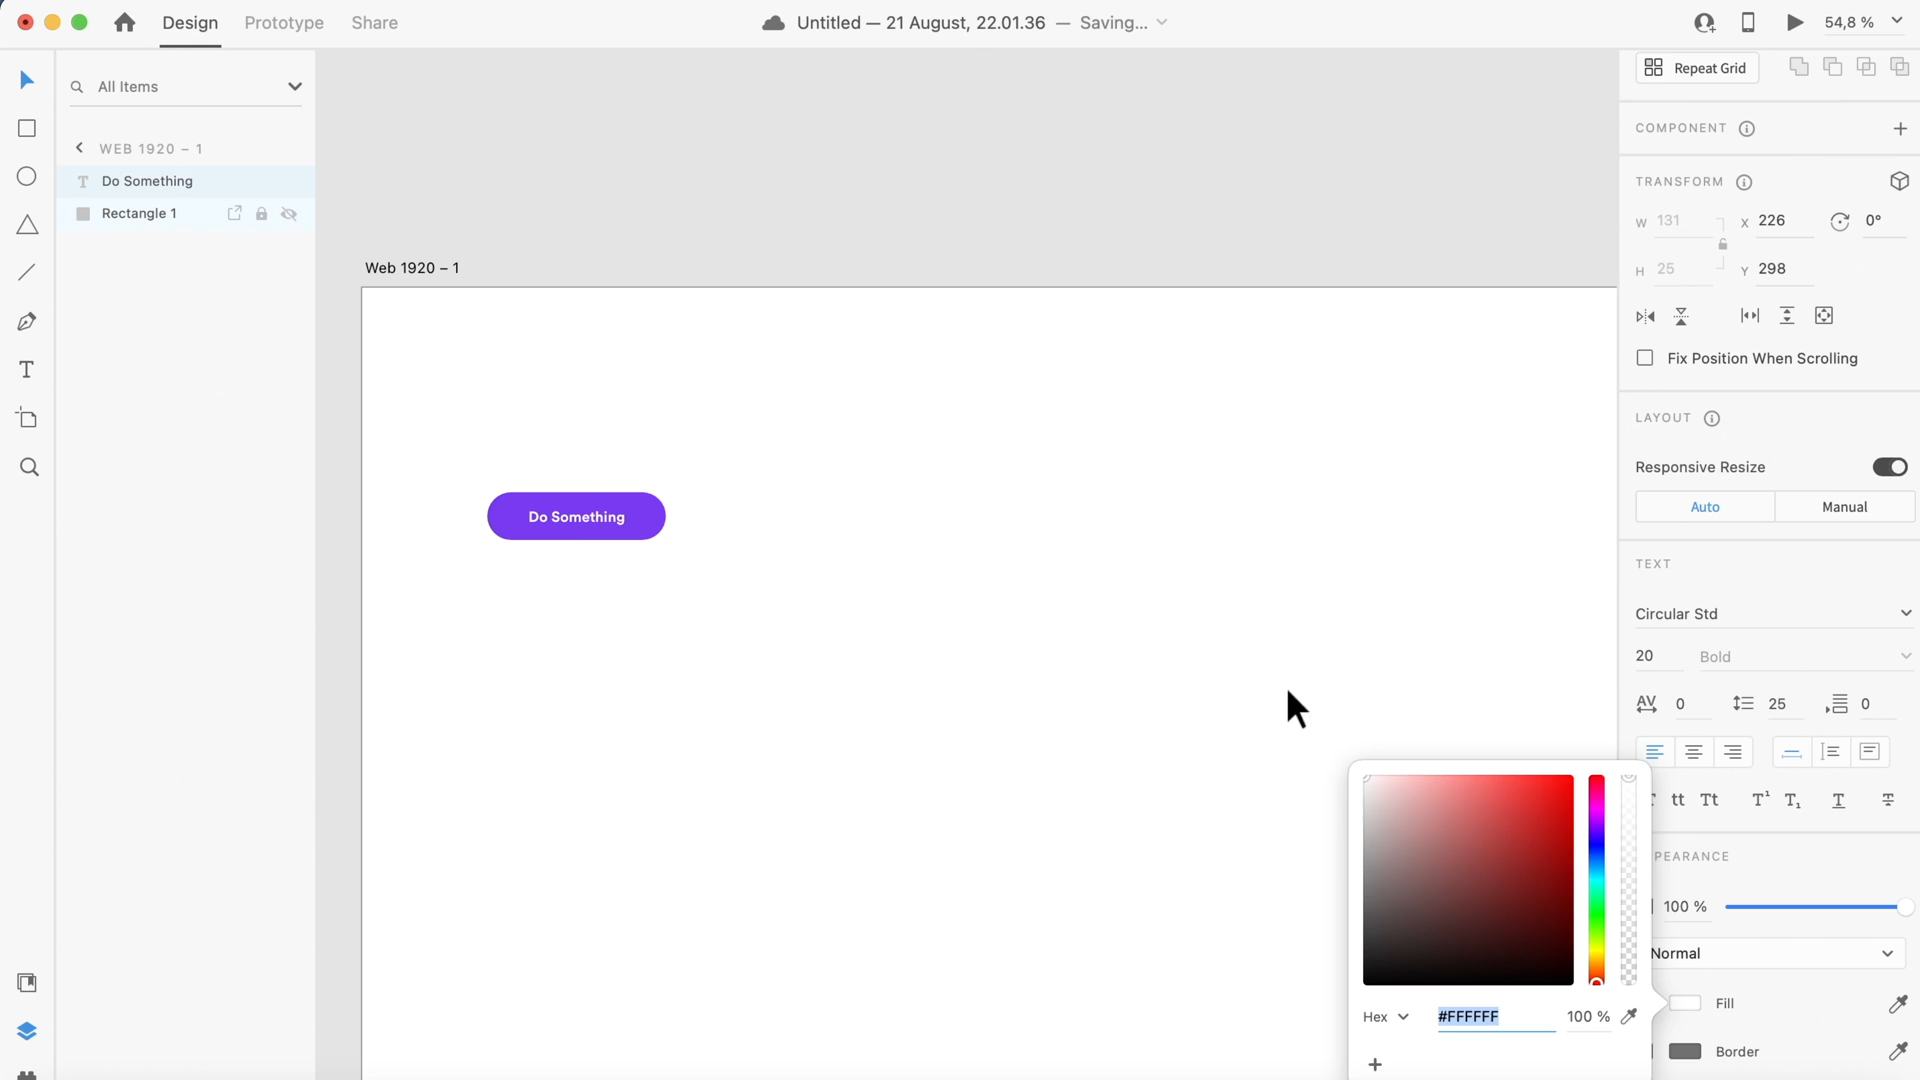 Design Prototype Share
Untitled — 21 August, 22.01.36 — Saving...
54,8 %
All Items
WEB 1920 – 1
Do Something
Rectangle 1
Web 1920 – 1
Do Something
Repeat Grid
COMPONENT
TRANSFORM
W 131 X 226 0°
H 25 Y 298
Fix Position When Scrolling
LAYOUT
Responsive Resize
Auto Manual
TEXT
Circular Std
20 Bold
AV 0 25 0
tt Tt T¹ T₁ T T
PEARANCE
100 %
Normal
Fill
Border
Hex #FFFFFF 100 %